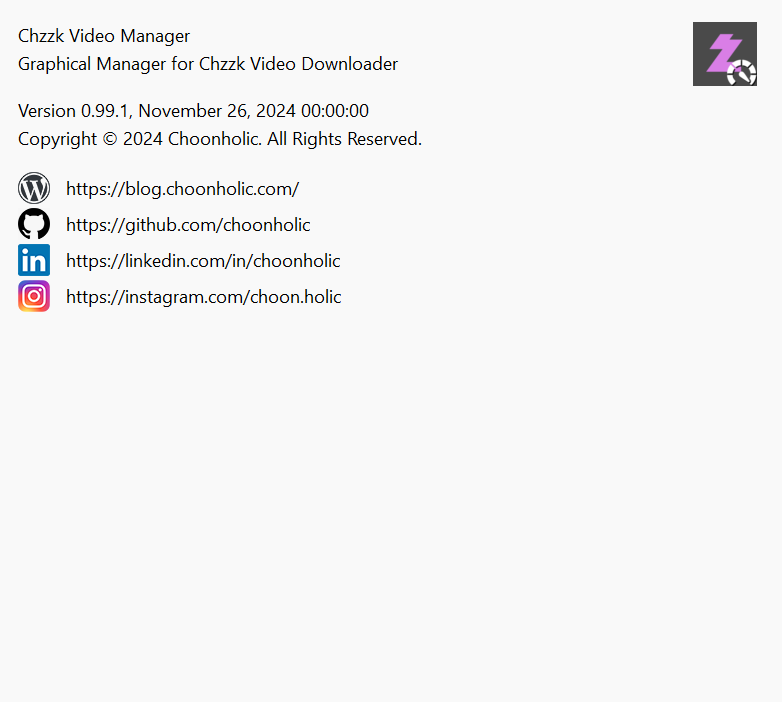 Chzzk Video Manager
Graphical Manager for Chzzk Video Downloader
Version 0.99.1, November 26, 2024 00:00:00
Copyright © 2024 Choonholic. All Rights Reserved.
https://blog.choonholic.com/
https://github.com/choonholic
https://linkedin.com/in/choonholic
https://instagram.com/choon.holic